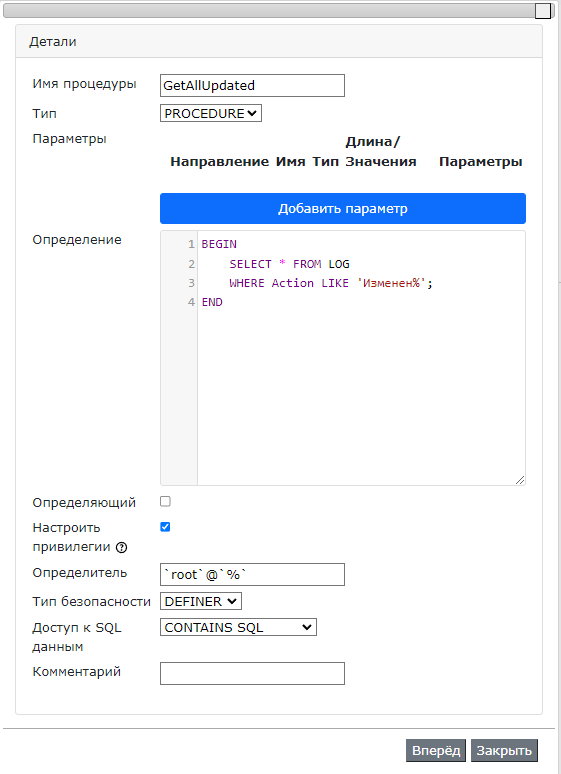 Детали
Имя процедуры GetAllUpdated
Тип PROCEDURE
Параметры
Направление Имя Тип Длина/ Значения Параметры
Добавить параметр
Определение
1 BEGIN
2 SELECT * FROM LOG
3 WHERE Action LIKE 'Изменен%';
4 END
Определяющий
Настроить
привилегии ?
Определитель `root`@`%`
Тип безопасности DEFINER
Доступ к SQL CONTAINS SQL
данным
Комментарий
Вперёд Закрыть